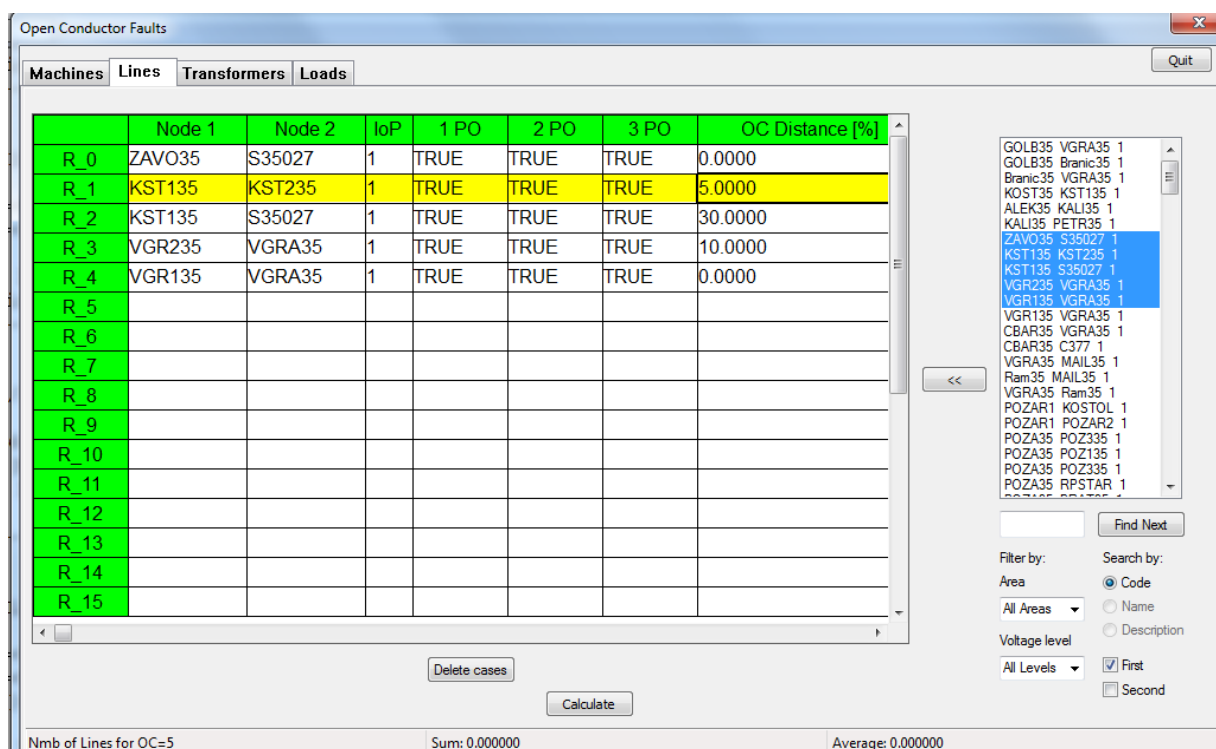 Open Conductor Faults
x
Quit
Machines Lines Transformers Loads
Node 1 Node 2 IoP 1 PO 2 PO 3 PO OC Distance [%]
R_0 ZAVO35 S35027 1 TRUE TRUE TRUE 0.0000
R_1 KST135 KST235 1 TRUE TRUE TRUE 5.0000
R_2 KST135 S35027 1 TRUE TRUE TRUE 30.0000
R_3 VGR235 VGRA35 1 TRUE TRUE TRUE 10.0000
R_4 VGR135 VGRA35 1 TRUE TRUE TRUE 0.0000
R_5
R_6
R_7
R_8
R_9
R_10
R_11
R_12
R_13
R_14
R_15
<<
GOLB35 VGRA35 1
GOLB35 Branic35 1
Branic35 VGRA35 1
KOST35 KST135 1
ALEK35 KALI35 1
KALI35 PETR35 1
ZAVO35 S35027 1
KST135 KST235 1
KST135 S35027 1
VGR235 VGRA35 1
VGR135 VGRA35 1
VGR135 VGRA35 1
CBAR35 VGRA35 1
CBAR35 C377 1
VGRA35 MAIL35 1
Ram35 MAIL35 1
VGRA35 Ram35 1
POZAR1 KOSTOL 1
POZAR1 POZAR2 1
POZA35 POZ335 1
POZA35 POZ135 1
POZA35 POZ335 1
POZA35 RPSTAR 1
Find Next
Filter by: Search by:
Area Code
All Areas Name
Description
Voltage level
All Levels First
Second
Delete cases
Calculate
Nmb of Lines for OC=5 Sum: 0.000000 Average: 0.000000